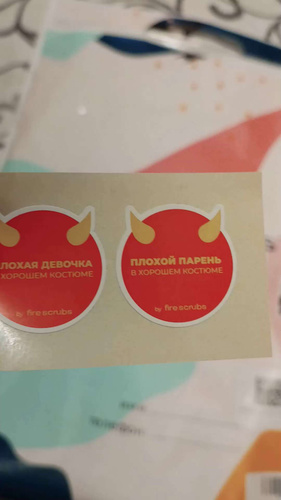 ЛОХАЯ ДЕВОЧКА
ХОРОШЕМ КОСТЮМЕ
by fire scrubs
ПЛОХОЙ ПАРЕНЬ
В ХОРОШЕМ КОСТЮМЕ
by fire scrubs